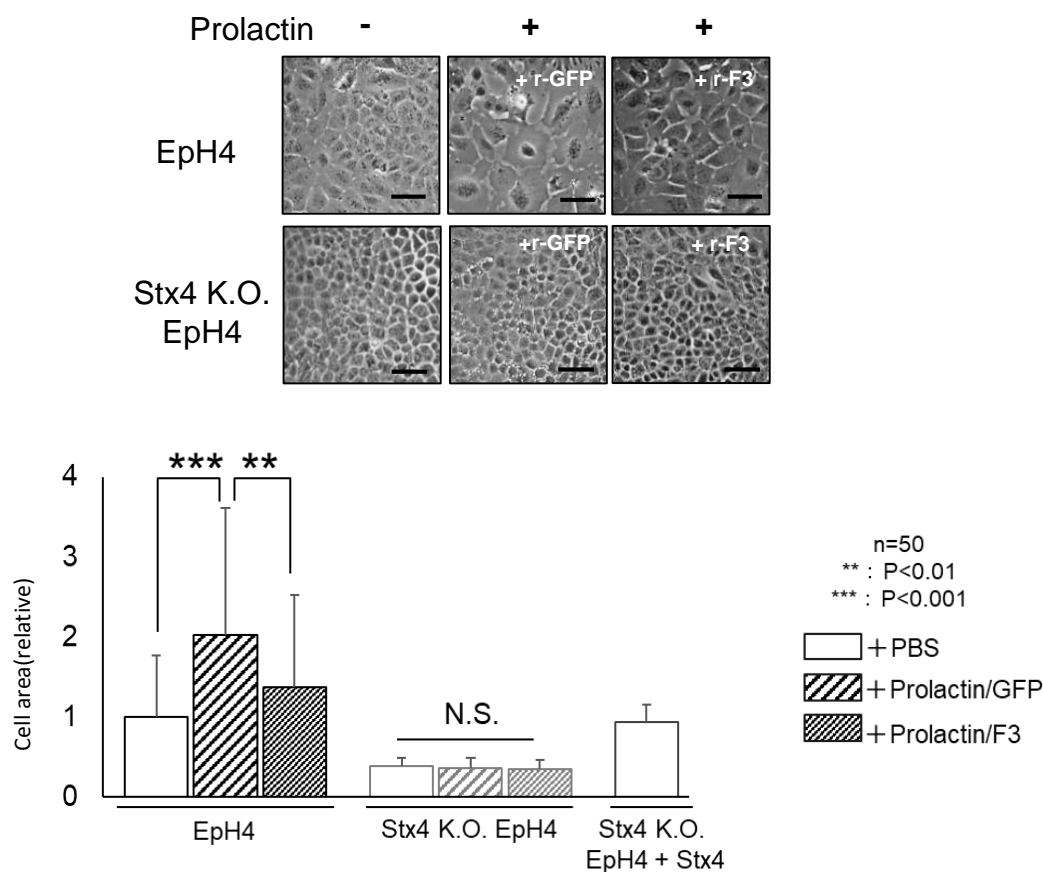 Prolactin - + +
+ r-GFP
+ r-F3
EpH4
+r-GFP
+ r-F3
Stx4 K.O.
EpH4
*** **
4
3
2
1
0
Cell area(relative)
N.S.
EpH4
Stx4 K.O. EpH4
Stx4 K.O.
EpH4 + Stx4
n=50
** : P<0.01
*** : P<0.001
+PBS
+Prolactin/GFP
+Prolactin/F3